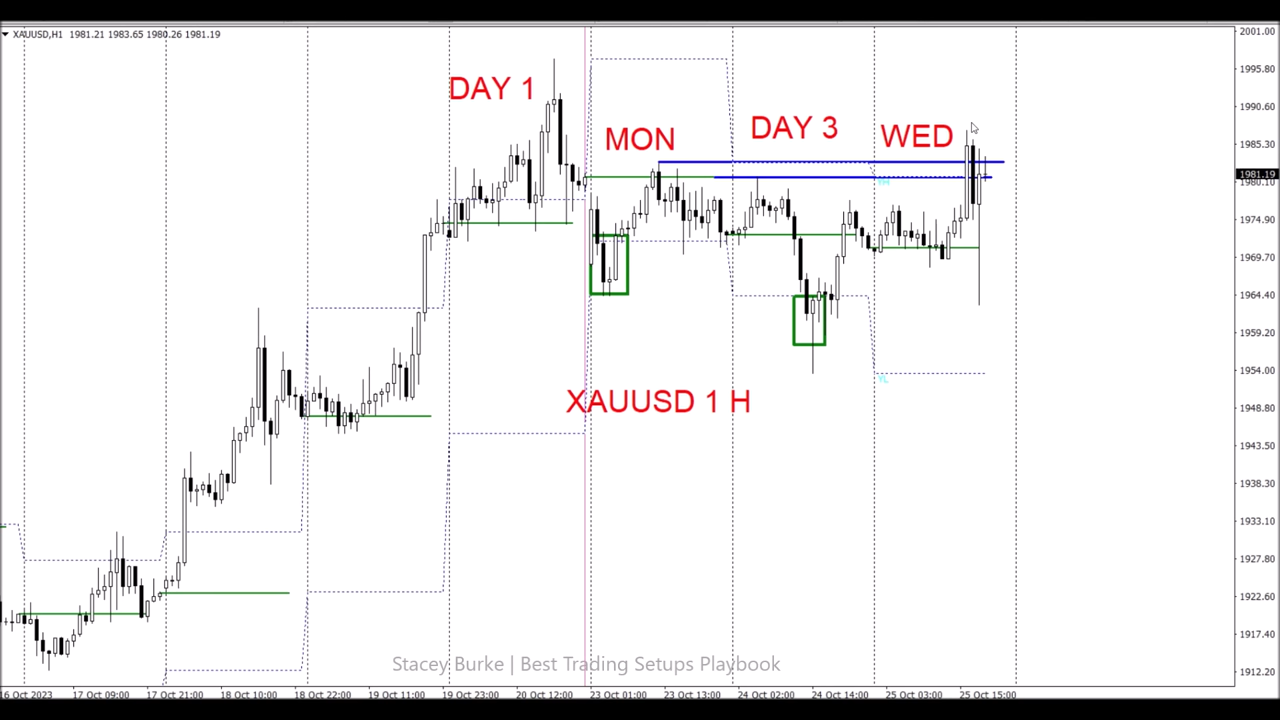 XAUUSD,H1 1981.21 1983.65 1980.26 1981.19
DAY 1
MON
DAY 3
WED
YH
YL
XAUUSD 1 H
Stacey Burke | Best Trading Setups Playbook
2001.00
1995.80
1990.60
1985.30
1981.19
1980.10
1974.90
1969.70
1964.40
1959.20
1954.00
1948.80
1943.50
1938.30
1933.10
1927.80
1922.60
1917.40
1912.20
16 Oct 2023 17 Oct 09:00 17 Oct 21:00 18 Oct 10:00 18 Oct 22:00 19 Oct 11:00 19 Oct 23:00 20 Oct 12:00 23 Oct 01:00 23 Oct 13:00 24 Oct 02:00 24 Oct 14:00 25 Oct 03:00 25 Oct 15:00